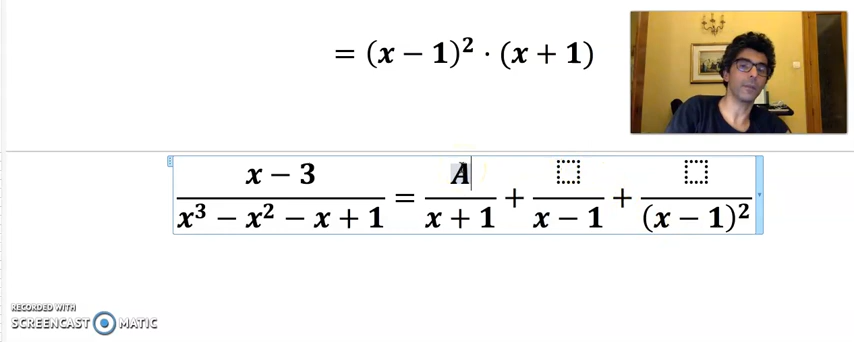 = (x − 1)² · (x + 1)
x − 3 / x³ − x² − x + 1 = A / x + 1 + ⬚ / x − 1 + ⬚ / (x − 1)²
RECORDED WITH
SCREENCAST MATIC